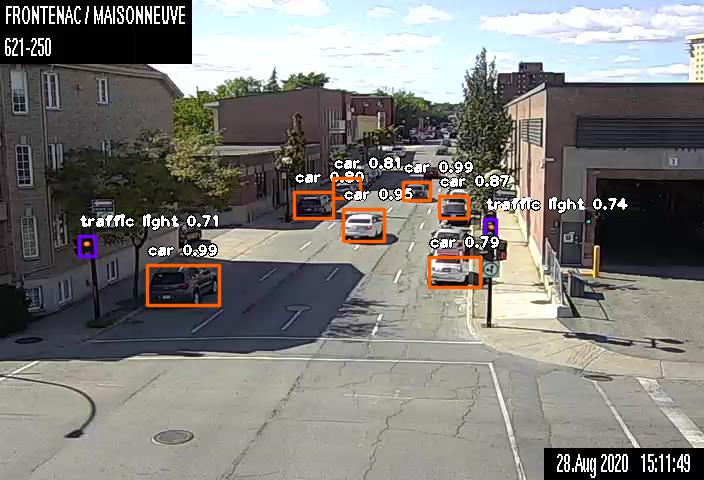 FRONTENAC / MAISONNEUVE
621-250
car 0.81
car 0.99
car 0.80
car 0.87
car 0.95
traffic light 0.74
traffic light 0.71
car 0.79
car 0.99
28.Aug 2020 15:11:49